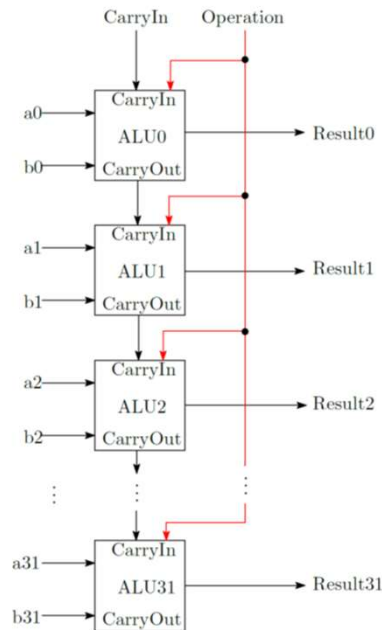 CarryIn Operation
CarryIn
a0
ALU0
Result0
b0
CarryOut
CarryIn
a1
ALU1
Result1
b1
CarryOut
CarryIn
a2
ALU2
Result2
b2
CarryOut
CarryIn
a31
ALU31
Result31
b31
CarryOut